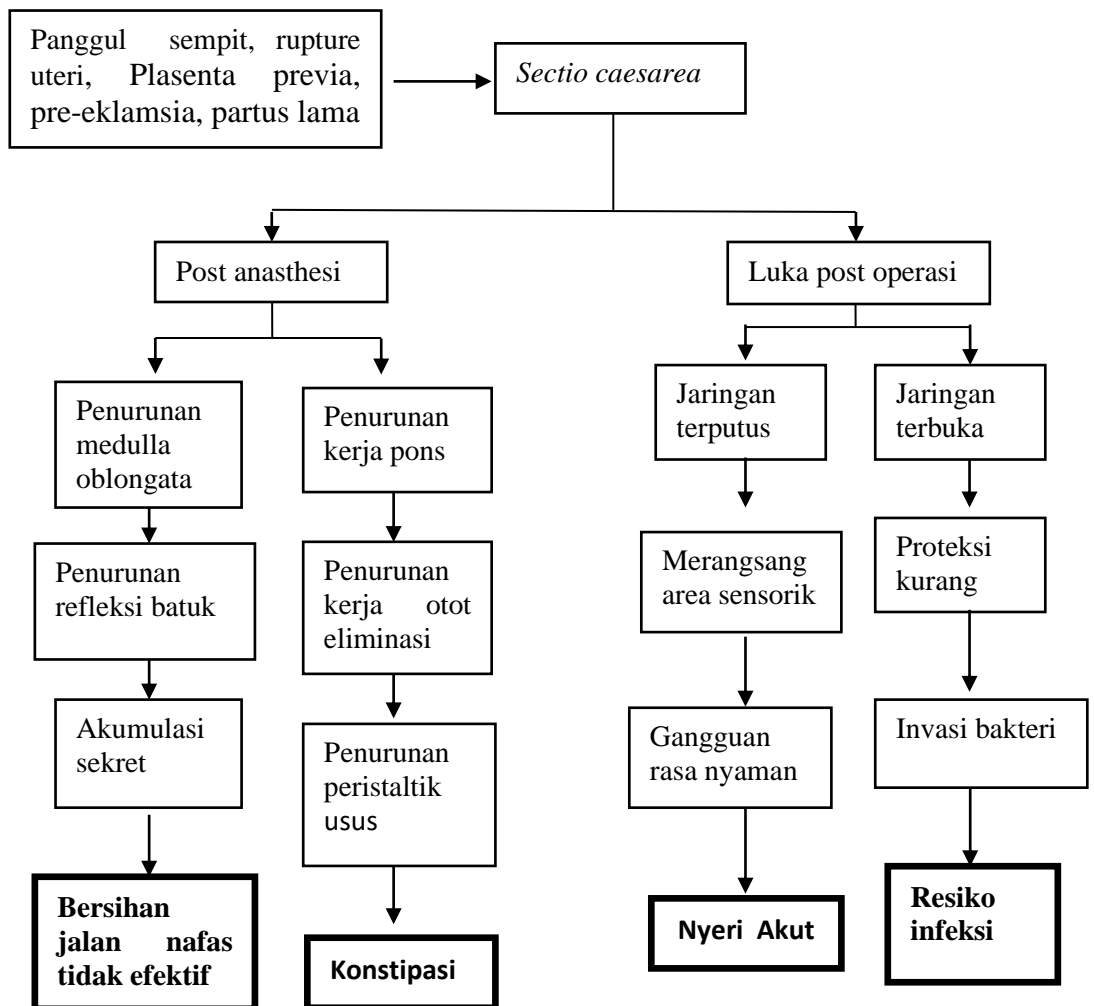 Panggul sempit, rupture
uteri, Plasenta previa,
pre-eklamsia, partus lama
Sectio caesarea
Post anasthesi
Luka post operasi
Penurunan
medulla
oblongata
Penurunan
kerja pons
Jaringan
terputus
Jaringan
terbuka
Penurunan
refleksi batuk
Penurunan
kerja otot
eliminasi
Merangsang
area sensorik
Proteksi
kurang
Akumulasi
sekret
Penurunan
peristaltik
usus
Gangguan
rasa nyaman
Invasi bakteri
Bersihan
jalan nafas
tidak efektif
Konstipasi
Nyeri Akut
Resiko
infeksi